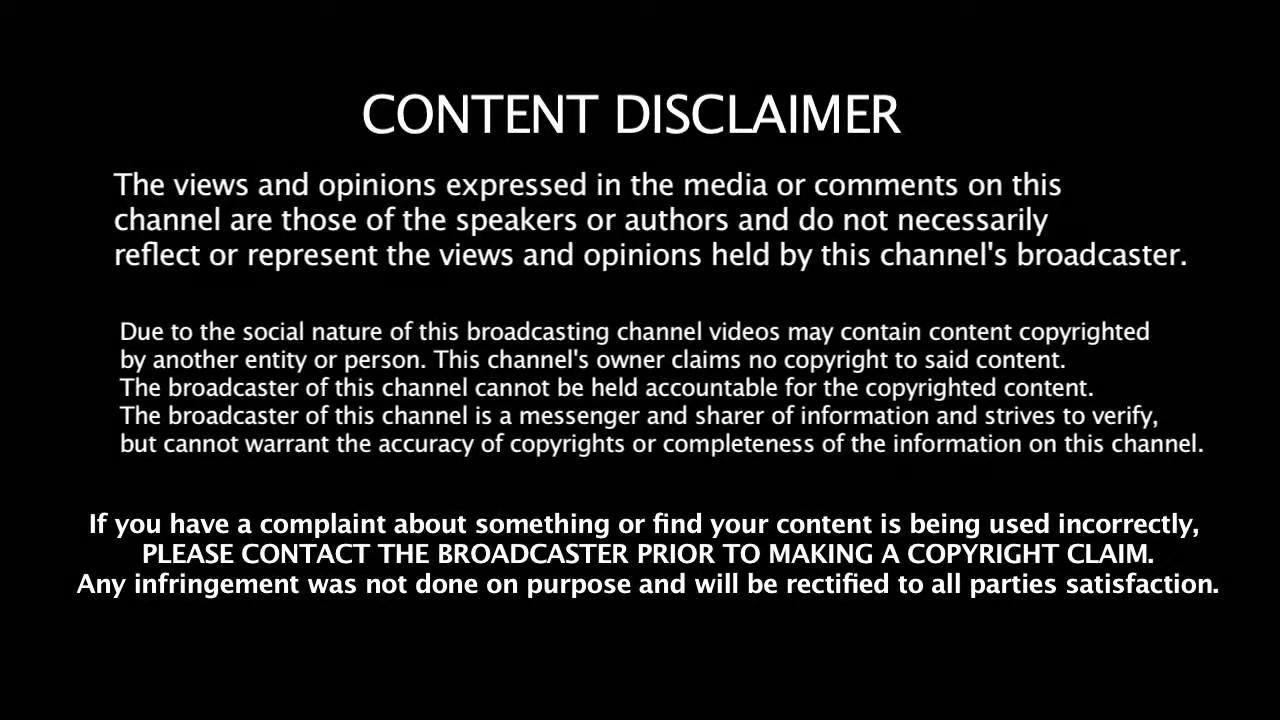 CONTENT DISCLAIMER
The views and opinions expressed in the media or comments on this
channel are those of the speakers or authors and do not necessarily
reflect or represent the views and opinions held by this channel's broadcaster.
Due to the social nature of this broadcasting channel videos may contain content copyrighted
by another entity or person. This channel's owner claims no copyright to said content.
The broadcaster of this channel cannot be held accountable for the copyrighted content.
The broadcaster of this channel is a messenger and sharer of information and strives to verify,
but cannot warrant the accuracy of copyrights or completeness of the information on this channel.
If you have a complaint about something or find your content is being used incorrectly,
PLEASE CONTACT THE BROADCASTER PRIOR TO MAKING A COPYRIGHT CLAIM.
Any infringement was not done on purpose and will be rectified to all parties satisfaction.